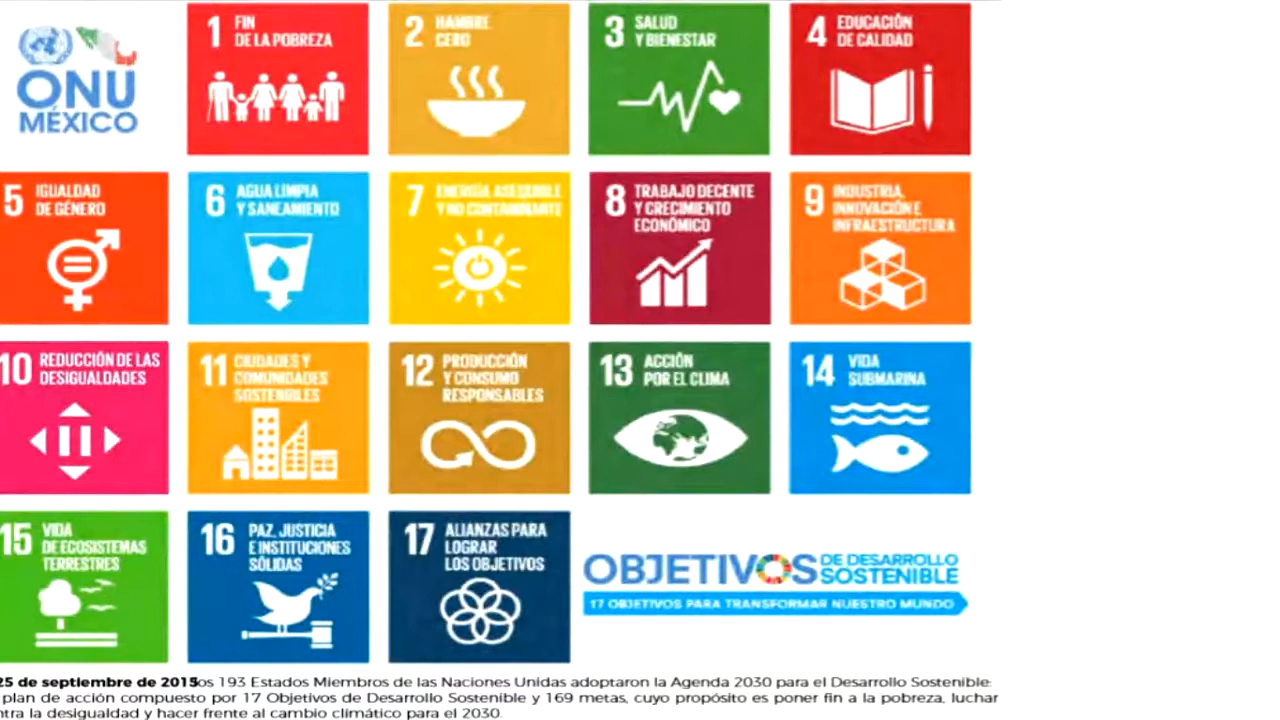 ONU
MÉXICO
1 FIN
DE LA POBREZA
2 HAMBRE
CERO
3 SALUD
Y BIENESTAR
4 EDUCACIÓN
DE CALIDAD
5 IGUALDAD
DE GÉNERO
6 AGUA LIMPIA
Y SANEAMIENTO
7 ENERGÍA ASEQUIBLE
Y NO CONTAMINANTE
8 TRABAJO DECENTE
Y CRECIMIENTO
ECONÓMICO
9 INDUSTRIA,
INNOVACIÓN E
INFRAESTRUCTURA
10 REDUCCIÓN DE LAS
DESIGUALDADES
11 CIUDADES Y
COMUNIDADES
SOSTENIBLES
12 PRODUCCIÓN
Y CONSUMO
RESPONSABLES
13 ACCIÓN
POR EL CLIMA
14 VIDA
SUBMARINA
15 VIDA
DE ECOSISTEMAS
TERRESTRES
16 PAZ, JUSTICIA
E INSTITUCIONES
SÓLIDAS
17 ALIANZAS PARA
LOGRAR
LOS OBJETIVOS
OBJETIVOS DE DESARROLLO
SOSTENIBLE
17 OBJETIVOS PARA TRANSFORMAR NUESTRO MUNDO
25 de septiembre de 2015 os 193 Estados Miembros de las Naciones Unidas adoptaron la Agenda 2030 para el Desarrollo Sostenible:
plan de acción compuesto por 17 Objetivos de Desarrollo Sostenible y 169 metas, cuyo propósito es poner fin a la pobreza, luchar
ntra la desigualdad y hacer frente al cambio climático para el 2030.